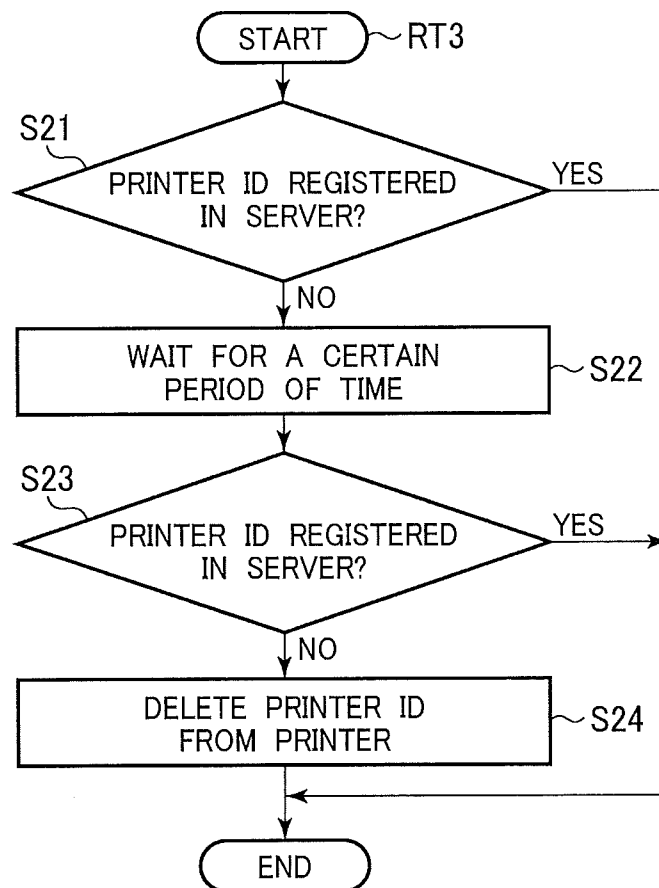 START
RT3
S21
PRINTER ID REGISTERED
IN SERVER?
YES
NO
WAIT FOR A CERTAIN
PERIOD OF TIME
S22
S23
PRINTER ID REGISTERED
IN SERVER?
YES
NO
DELETE PRINTER ID
FROM PRINTER
S24
END